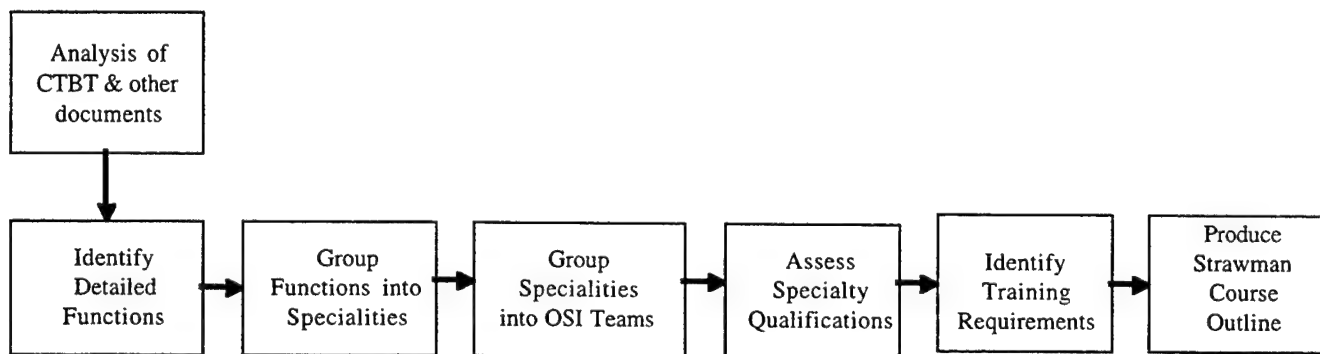 Analysis of
CTBT & other
documents
Identify
Detailed
Functions
Group
Functions into
Specialities
Group
Specialities
into OSI Teams
Assess
Specialty
Qualifications
Identify
Training
Requirements
Produce
Strawman
Course
Outline